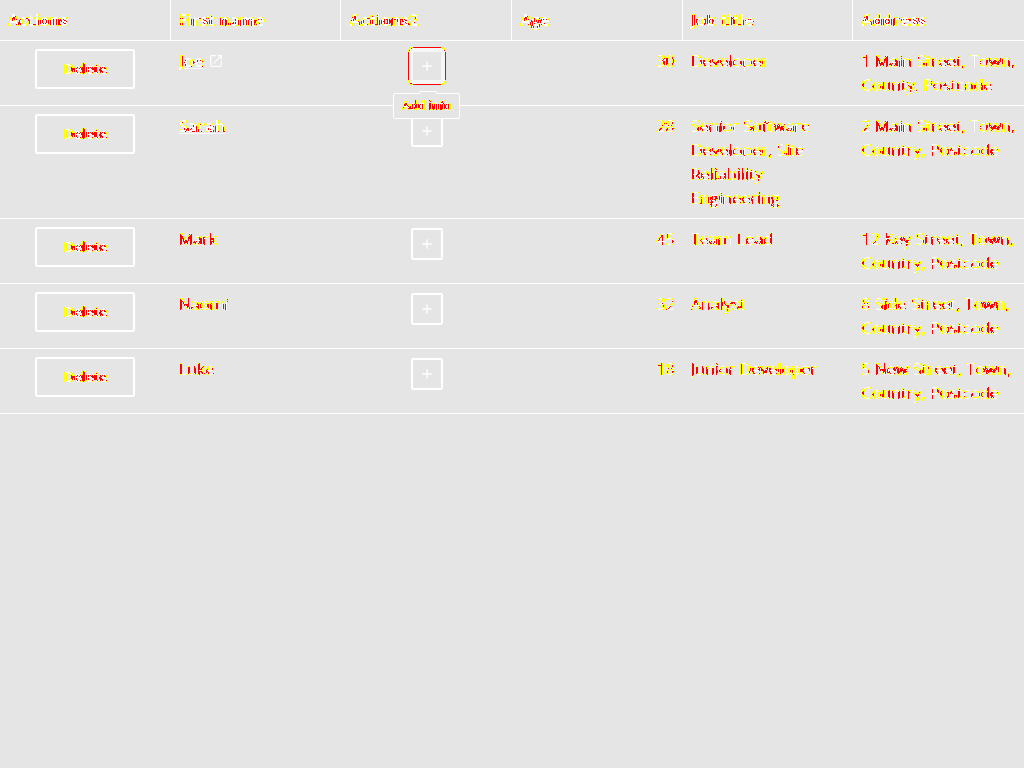 Actions First name Actions2 Age Job title Address
Delete Joe + 30 Developer 1 Main Street, Town,
County, Postcode
Add info
Delete Sarah + 28 Senior Software 2 Main Street, Town,
Developer, Site Country, Postcode
Reliability
Engineering
Delete Mark + 45 Team Lead 12 Key Street, Town,
Country, Postcode
Delete Naomi + 32 Analyst 8 Side Street, Town,
Country, Postcode
Delete Luke + 18 Junior Developer 5 New Street, Town,
Country, Postcode